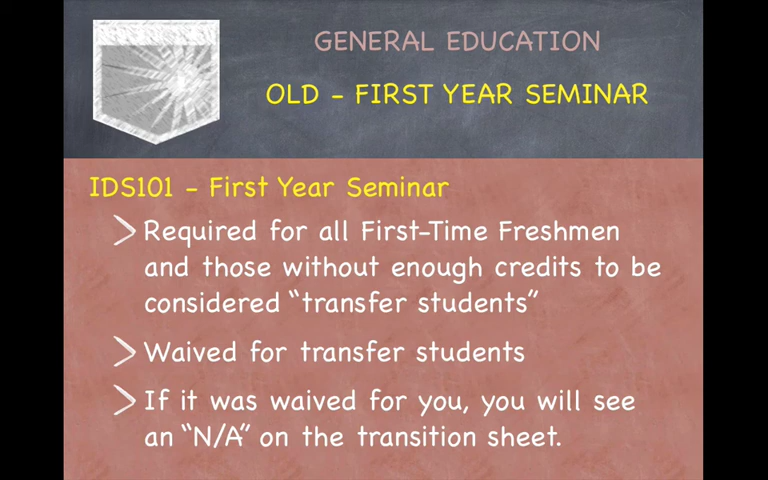 GENERAL EDUCATION
OLD – FIRST YEAR SEMINAR
IDS101 – First Year Seminar
Required for all First-Time Freshmen
and those without enough credits to be
considered “transfer students”
Waived for transfer students
If it was waived for you, you will see
an “N/A” on the transition sheet.